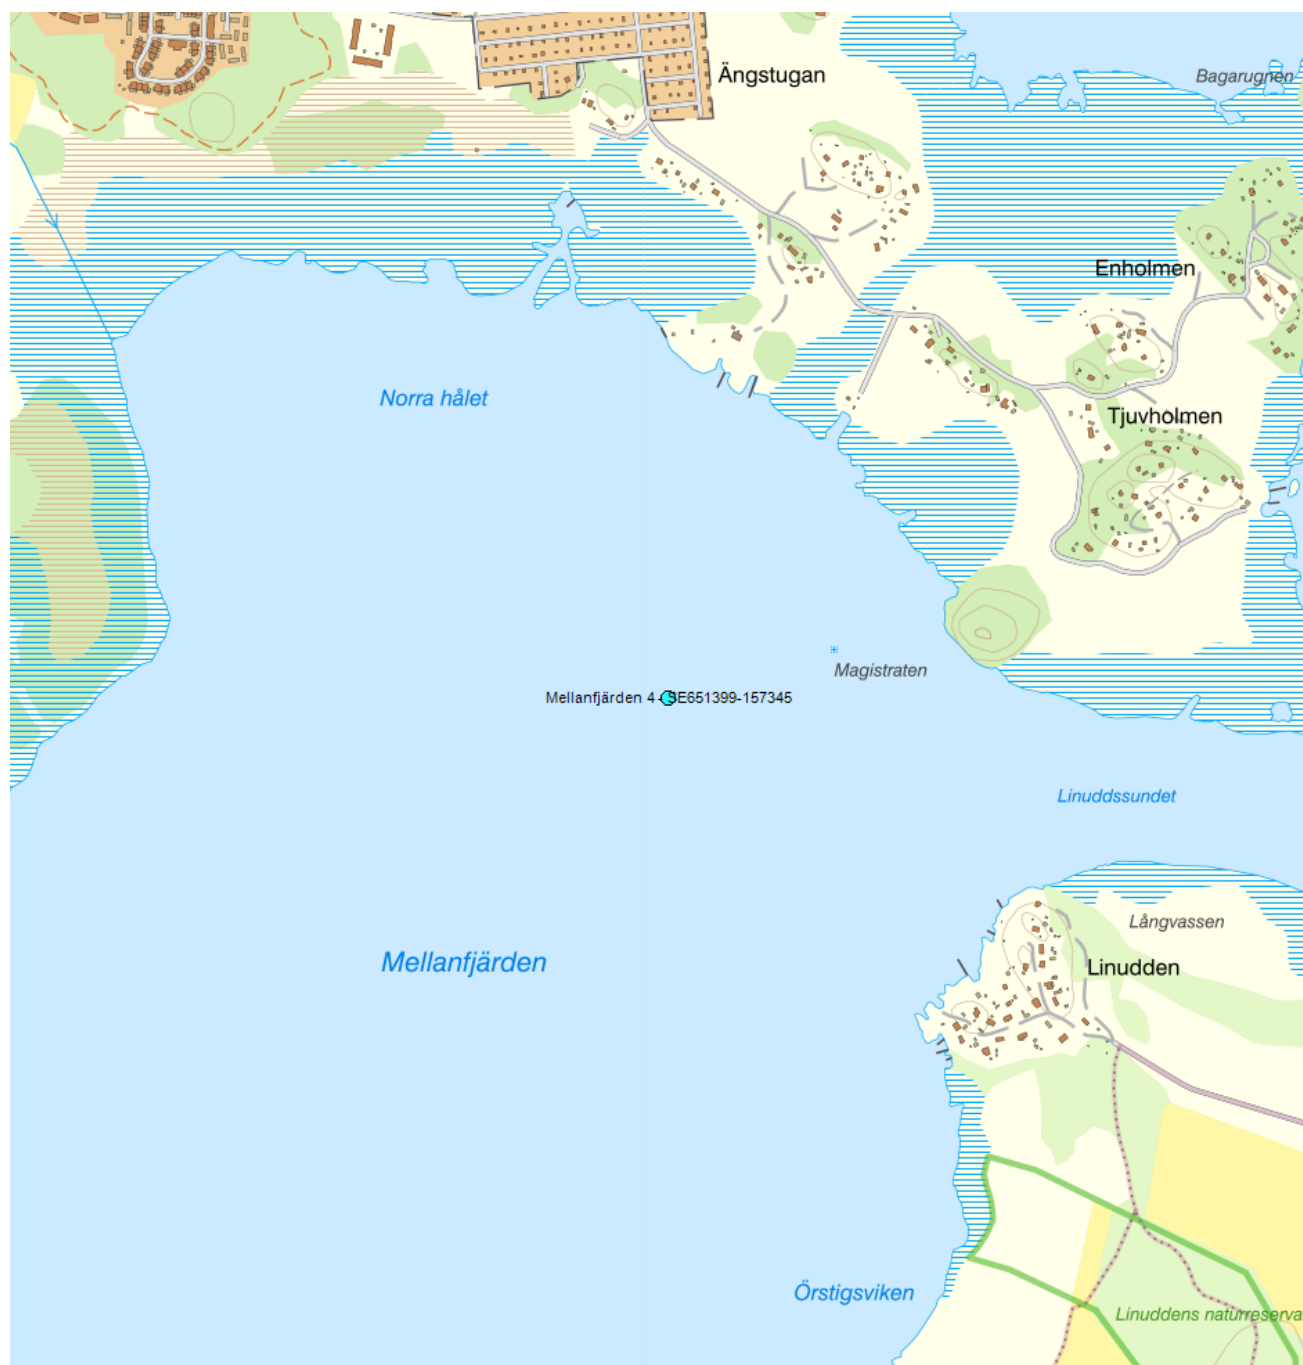 Ängstugan
Bagarugnen
Enholmen
Norra hålet
Tjuvholmen
Magistraten
Mellanfjärden 4 - SE651399-157345
Linuddssundet
Långvassen
Mellanfjärden
Linudden
Örstigsviken
Linuddens naturreserva